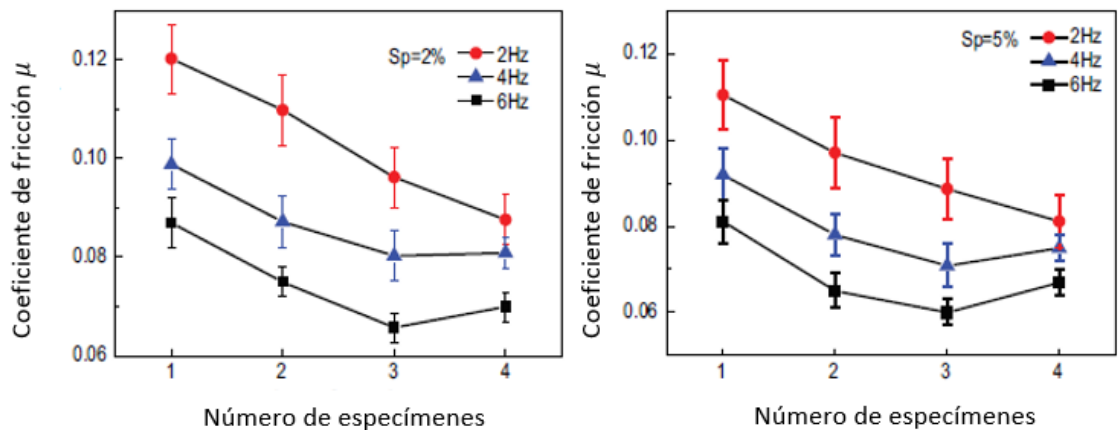 Coeficiente de fricción μ
0.12
0.10
0.08
0.06
Sp=2%
2Hz
4Hz
6Hz
1 2 3 4
Número de especímenes
Coeficiente de fricción μ
0.12
0.10
0.08
0.06
Sp=5%
2Hz
4Hz
6Hz
1 2 3 4
Número de especímenes